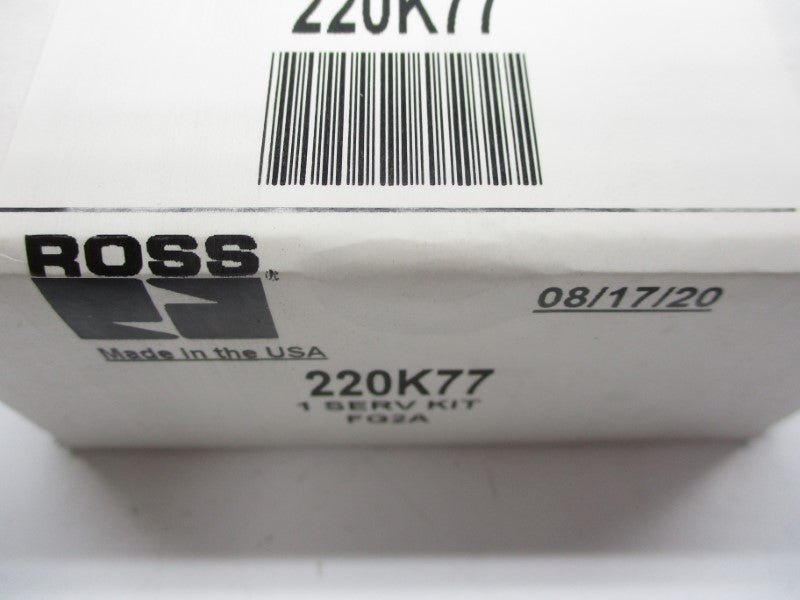 220K77
ROSS
08/17/20
Made in the USA
220K77
1 SERV KIT
FG2A